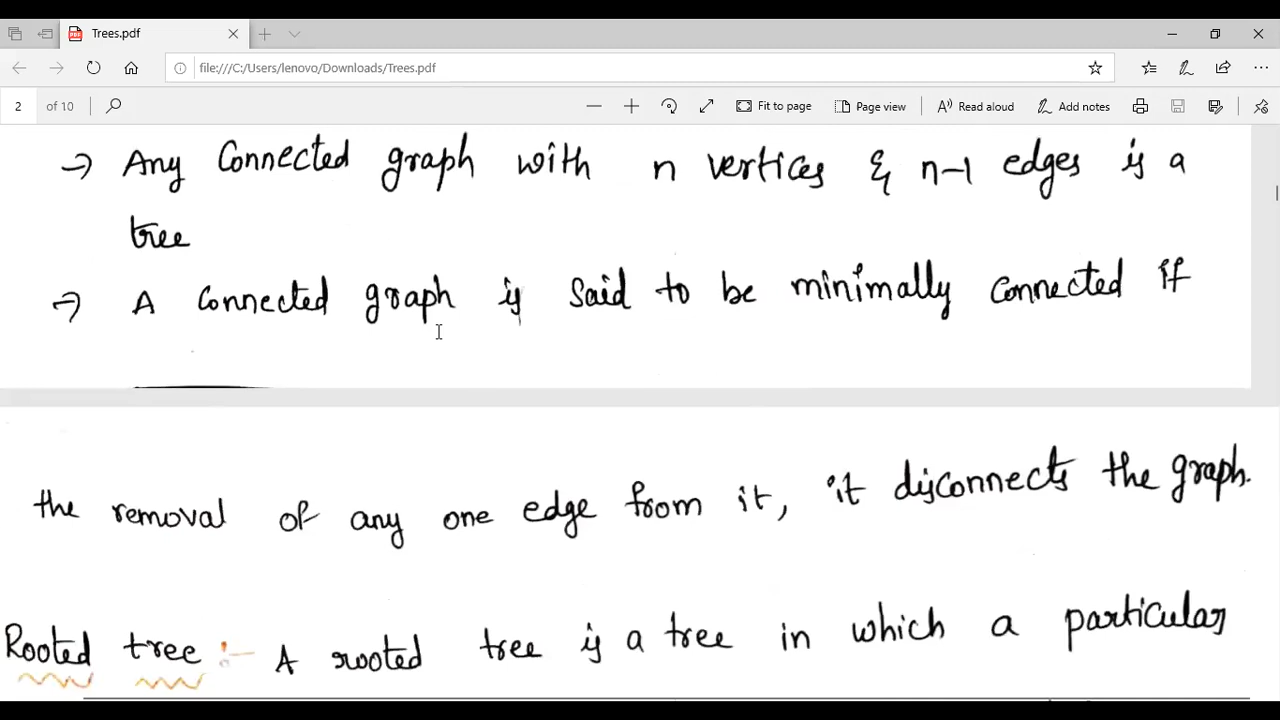 Trees.pdf
file:///C:/Users/lenovo/Downloads/Trees.pdf
2 of 10 Fit to page Page view Read aloud Add notes
→ Any Connected graph with n vertices & n-1 edges is a
tree
→ A Connected graph is said to be minimally connected if
the removal of any one edge from it, it disconnects the graph.
Rooted tree :- A rooted tree is a tree in which a particular